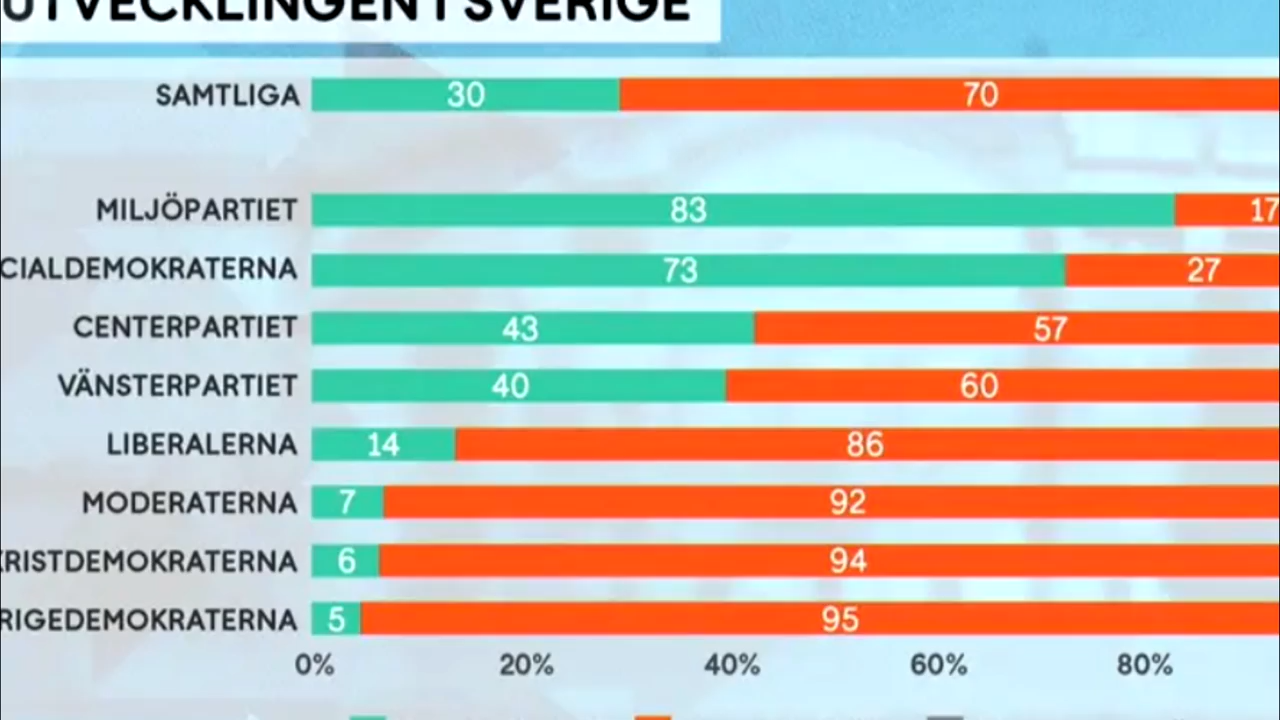 UTVECKLINGEN I SVERIGE
SAMTLIGA 30 70
MILJÖPARTIET 83 17
CIALDEMOKRATERNA 73 27
CENTERPARTIET 43 57
VÄNSTERPARTIET 40 60
LIBERALERNA 14 86
MODERATERNA 7 92
KRISTDEMOKRATERNA 6 94
RIGEDEMOKRATERNA 5 95
0% 20% 40% 60% 80%